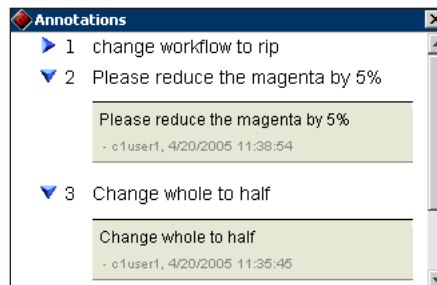 Annotations
1 change workflow to rip
2 Please reduce the magenta by 5%
Please reduce the magenta by 5%
- c1user1, 4/20/2005 11:38:54
3 Change whole to half
Change whole to half
- c1user1, 4/20/2005 11:35:45